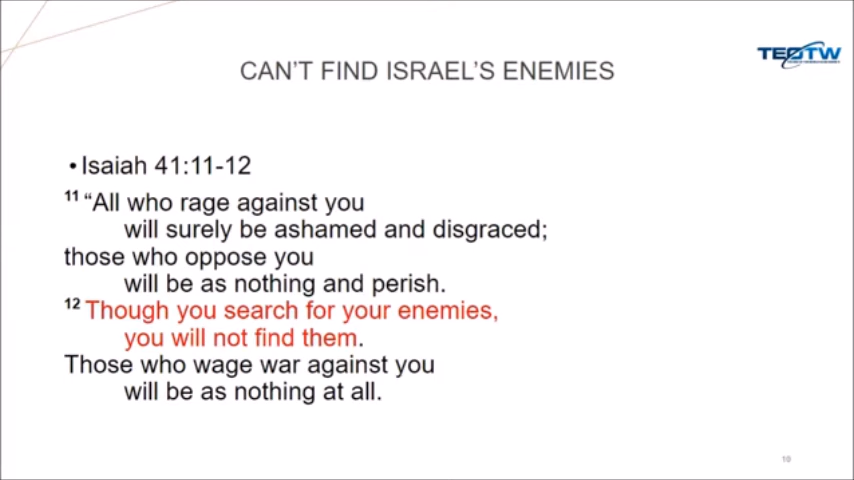 CAN'T FIND ISRAEL'S ENEMIES
TEOTW
• Isaiah 41:11-12
11 “All who rage against you
will surely be ashamed and disgraced;
those who oppose you
will be as nothing and perish.
12 Though you search for your enemies,
you will not find them.
Those who wage war against you
will be as nothing at all.
19